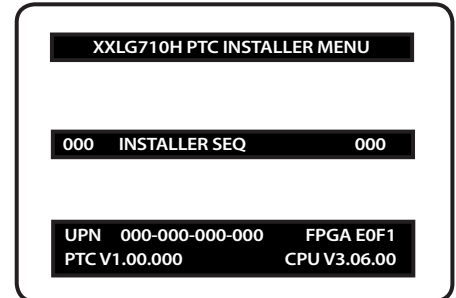 XXLG710H PTC INSTALLER MENU
000 INSTALLER SEQ 000
UPN 000-000-000-000 FPGA E0F1
PTC V1.00.000 CPU V3.06.00